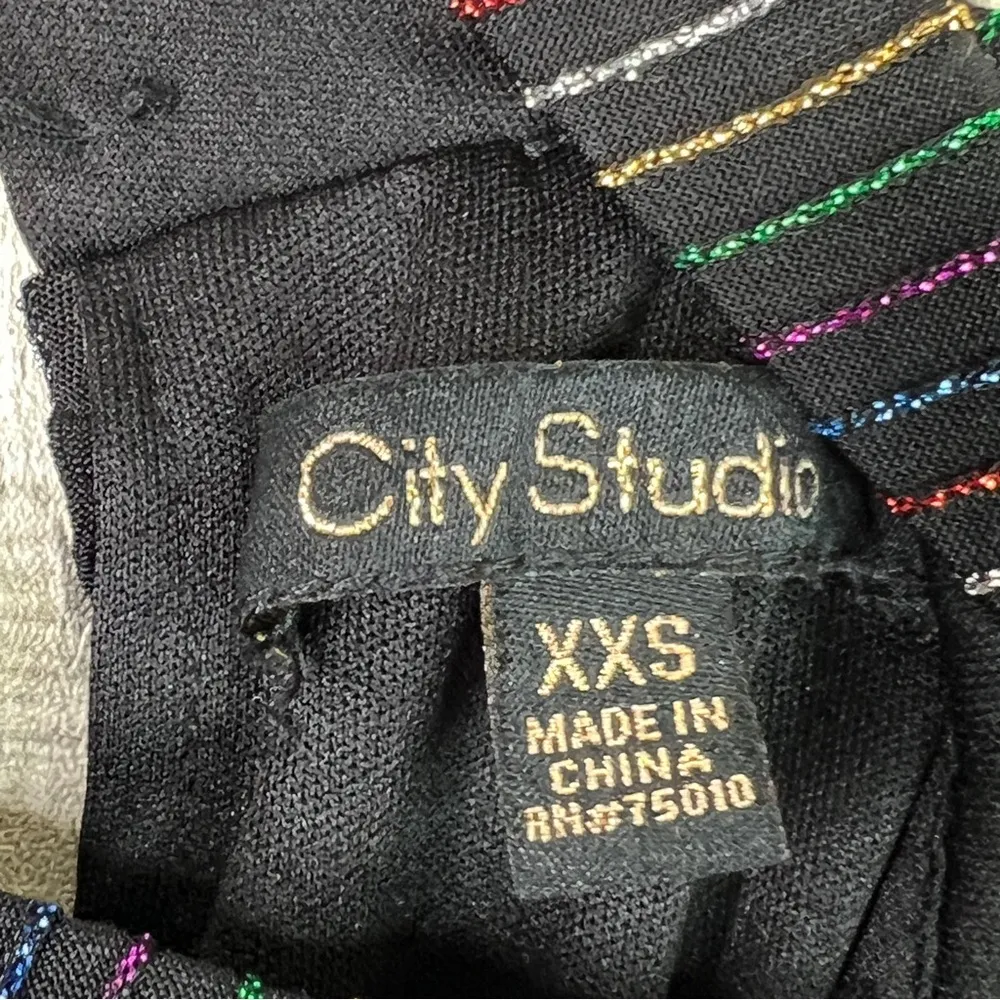 City Studio
XXS
MADE IN
CHINA
RN#75010